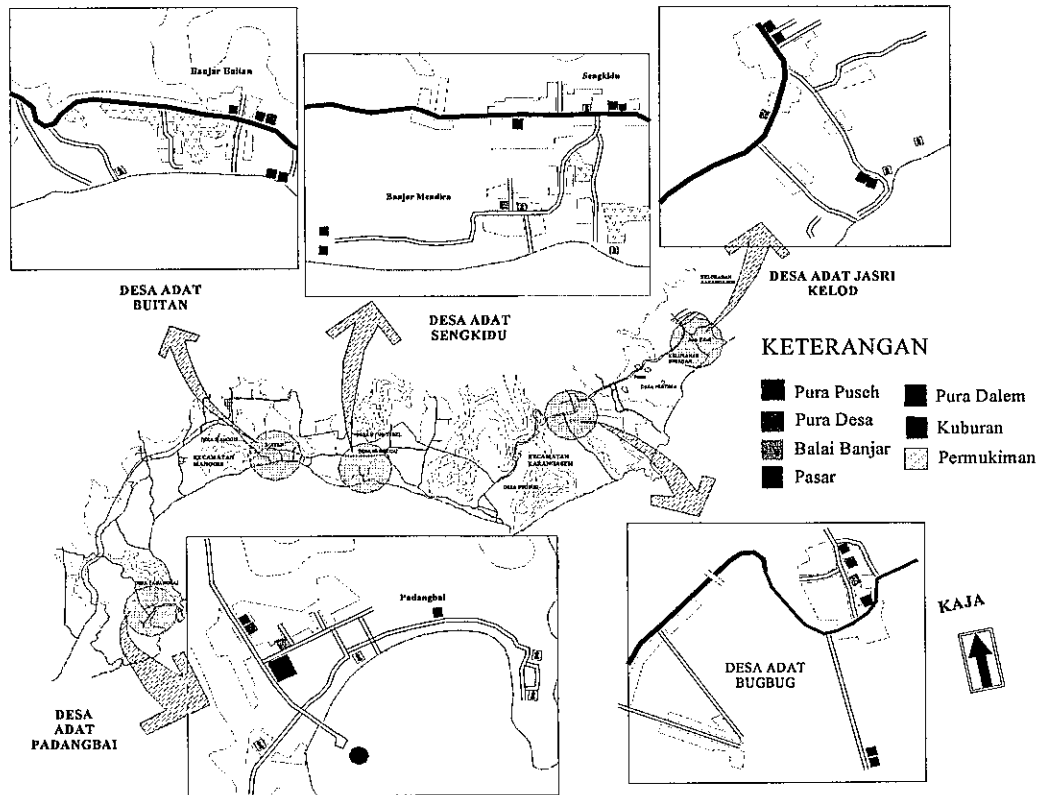 Banjar Buitan
Sengkidu
Banjar Mendira
DESA ADAT
BUITAN
DESA ADAT
SENGKIDU
DESA ADAT JASRI
KELOD
KETERANGAN
Pura Puseh
Pura Desa
Balai Banjar
Pasar
Pura Dalem
Kuburan
Permukiman
KECAMATAN
MANGGIS
KECAMATAN
KARANGASEM
Padangbai
DESA
ADAT
PADANGBAI
DESA ADAT
BUGBUG
KAJA